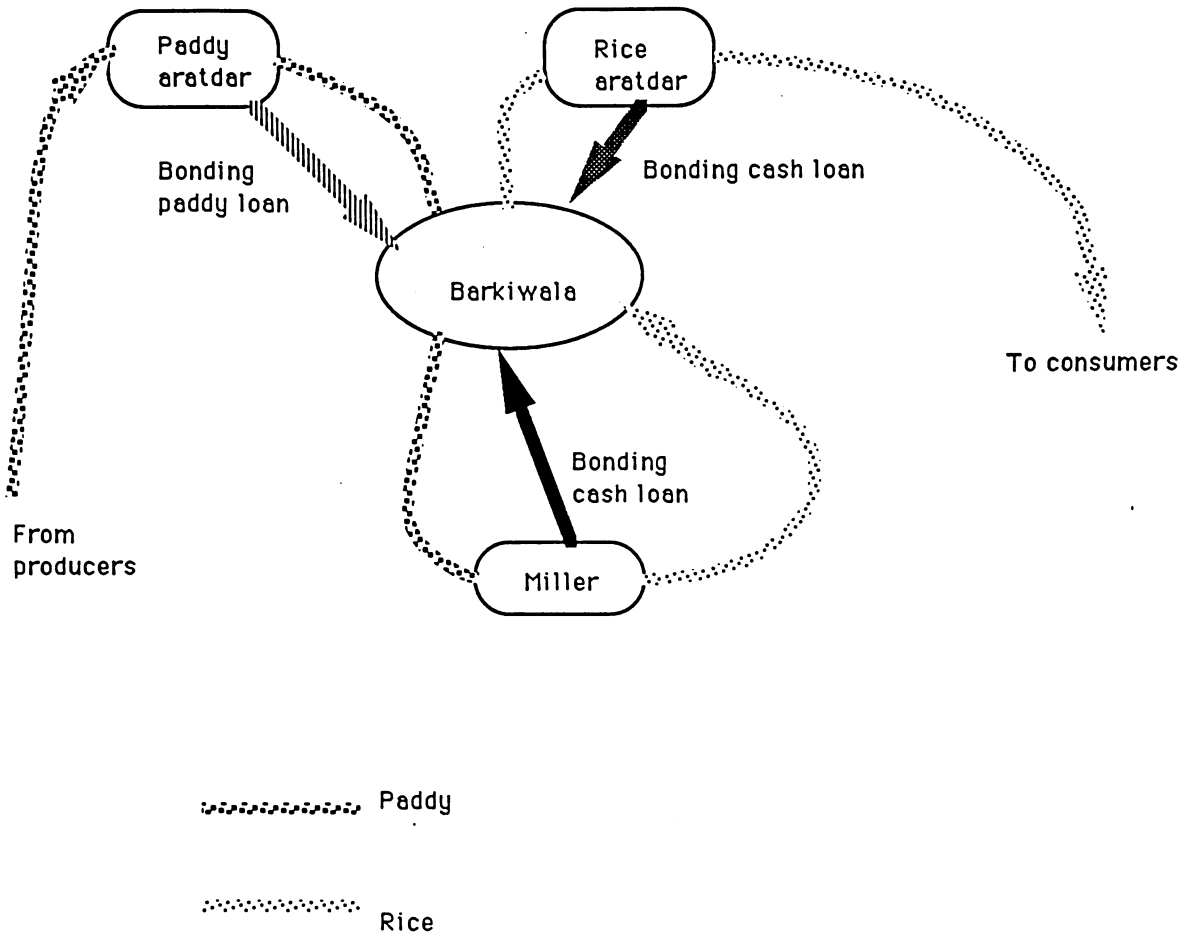 Paddy
aratdar
Rice
aratdar
Bonding
paddy loan
Bonding cash loan
Barkiwala
To consumers
Bonding
cash loan
From
producers
Miller
Paddy
Rice